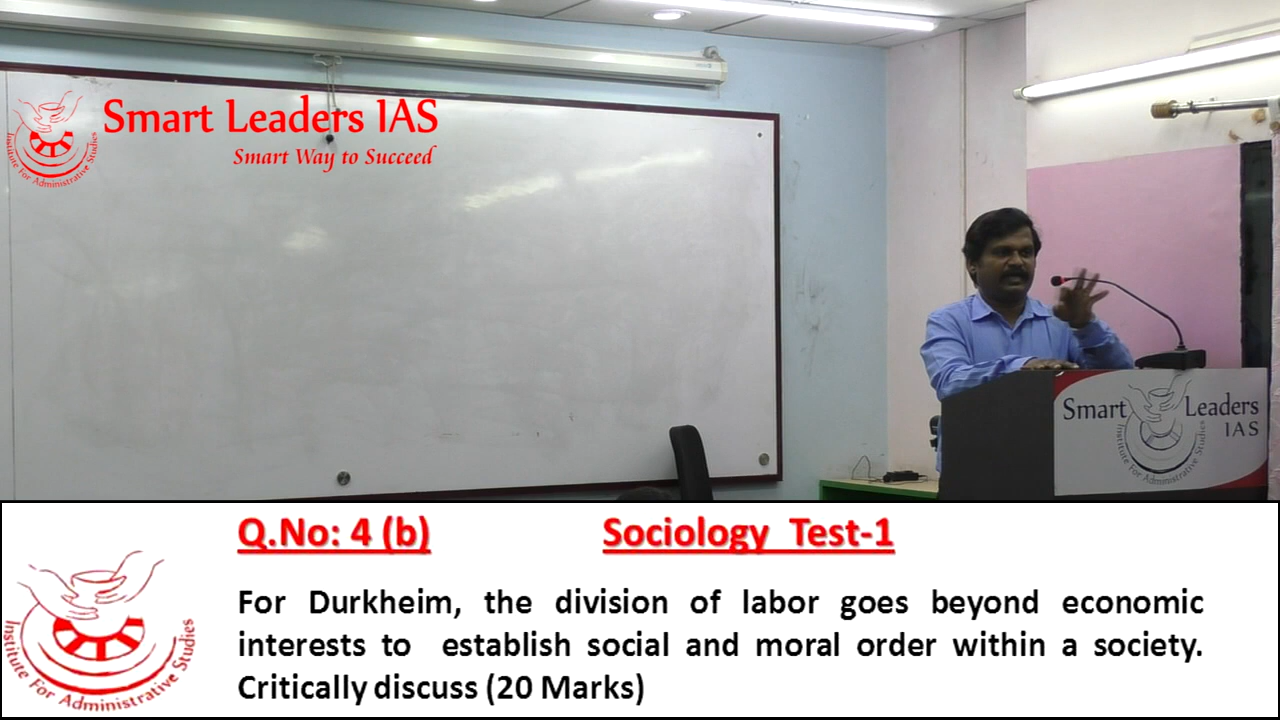 Smart Leaders IAS
Smart Way to Succeed
Institute For Administrative Studies
Smart Leaders
IAS
Institute For Administrative Studies
Q.No: 4 (b) Sociology Test-1
For Durkheim, the division of labor goes beyond economic
interests to establish social and moral order within a society.
Critically discuss (20 Marks)
Institute For Administrative Studies